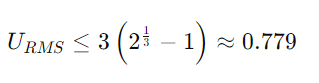 U_{RMS} ≤ 3 (2^{1/3} − 1) ≈ 0.779